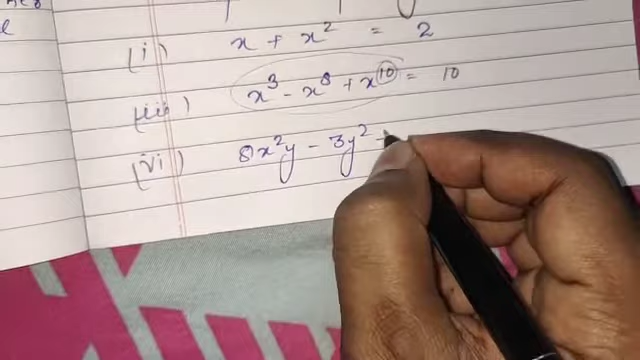 (i) x + x² = 2
(iii) x³ - x⁸ + x¹⁰ = 10
(vi) 8x²y - 3y²